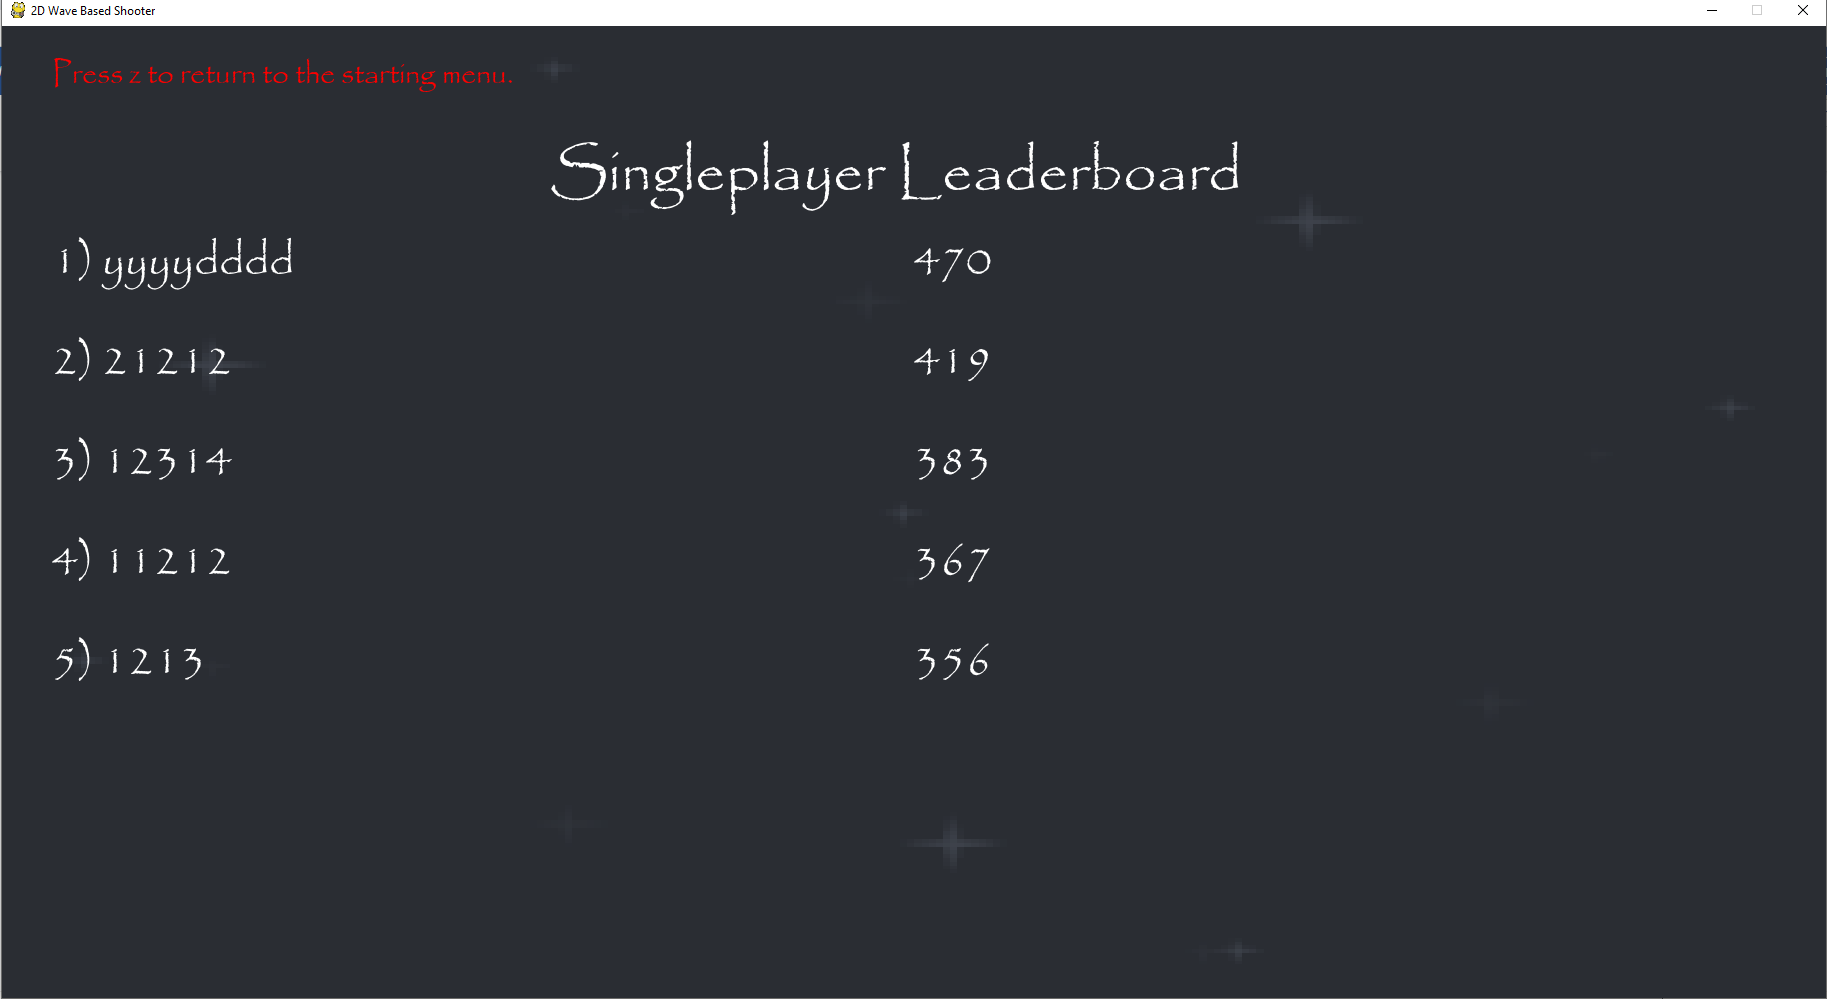 2D Wave Based Shooter
Press z to return to the starting menu.
Singleplayer Leaderboard
1) yyyydddd 470
2) 21212 419
3) 12314 383
4) 11212 367
5) 1213 356